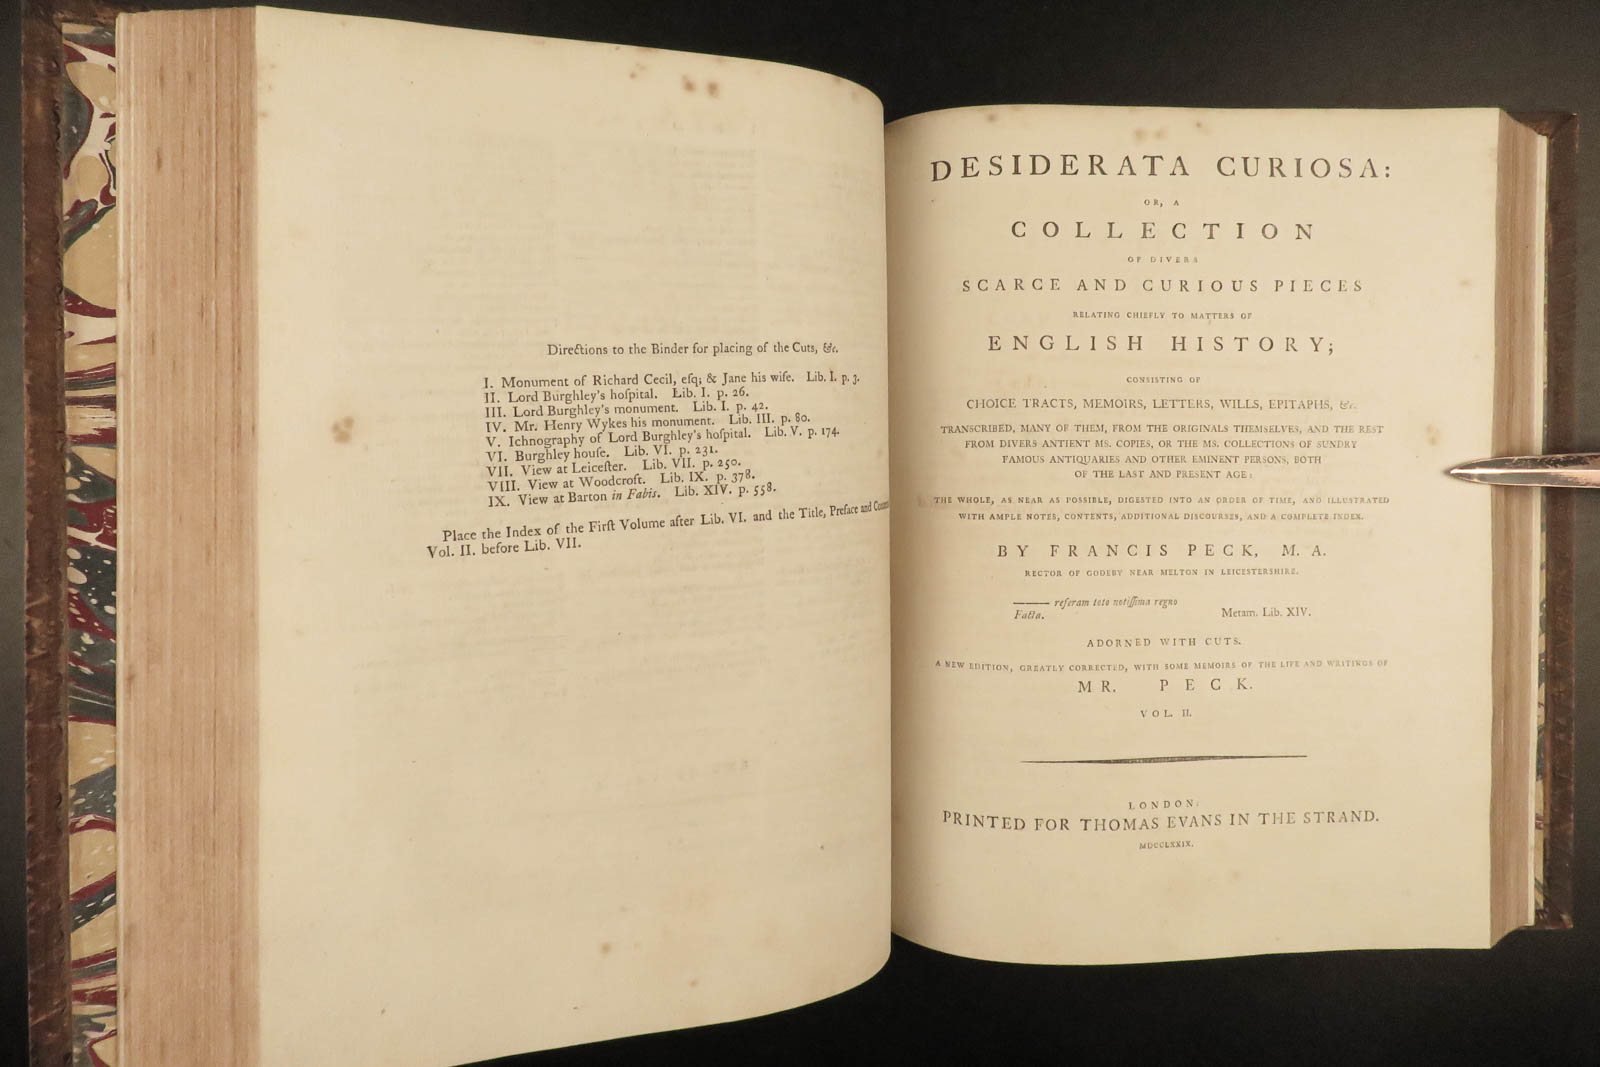 Directions to the Binder for placing of the Cuts, &c.
I. Monument of Richard Cecil, esq; & Jane his wife. Lib. I. p. 3.
II. Lord Burghley's hospital. Lib. I. p. 26.
III. Lord Burghley's monument. Lib. I. p. 42.
IV. Mr. Henry Wykes his monument. Lib. III. p. 80.
V. Ichnography of Lord Burghley's hospital. Lib. V. p. 174.
VI. Burghley house. Lib. VI. p. 231.
VII. View at Leicester. Lib. VII. p. 250.
VIII. View at Woodcroft. Lib. IX. p. 378.
IX. View at Barton in Fabis. Lib. XIV. p. 558.
Place the Index of the First Volume after Lib. VI. and the Title, Preface and
Vol. II. before Lib. VII.
DESIDERATA CURIOSA:
OR, A
COLLECTION
OF DIVERS
SCARCE AND CURIOUS PIECES
RELATING CHIEFLY TO MATTERS OF
ENGLISH HISTORY;
CONSISTING OF
CHOICE TRACTS, MEMOIRS, LETTERS, WILLS, EPITAPHS, &c.
TRANSCRIBED, MANY OF THEM, FROM THE ORIGINALS THEMSELVES, AND THE REST
FROM DIVERS ANTIENT MS. COPIES, OR THE MS. COLLECTIONS OF SUNDRY
FAMOUS ANTIQUARIES AND OTHER EMINENT PERSONS, BOTH
OF THE LAST AND PRESENT AGE:
THE WHOLE, AS NEAR AS POSSIBLE, DIGESTED INTO AN ORDER OF TIME, AND ILLUSTRATED
WITH AMPLE NOTES, CONTENTS, ADDITIONAL DISCOURSES, AND A COMPLETE INDEX.
BY FRANCIS PECK, M. A.
RECTOR OF GODEBY NEAR MELTON IN LEICESTERSHIRE.
——— referam toto notissima regno
Facta. Metam. Lib. XIV.
ADORNED WITH CUTS.
A NEW EDITION, GREATLY CORRECTED, WITH SOME MEMOIRS OF THE LIFE AND WRITINGS OF
MR. PECK.
VOL. II.
LONDON:
PRINTED FOR THOMAS EVANS IN THE STRAND.
MDCCLXXIX.